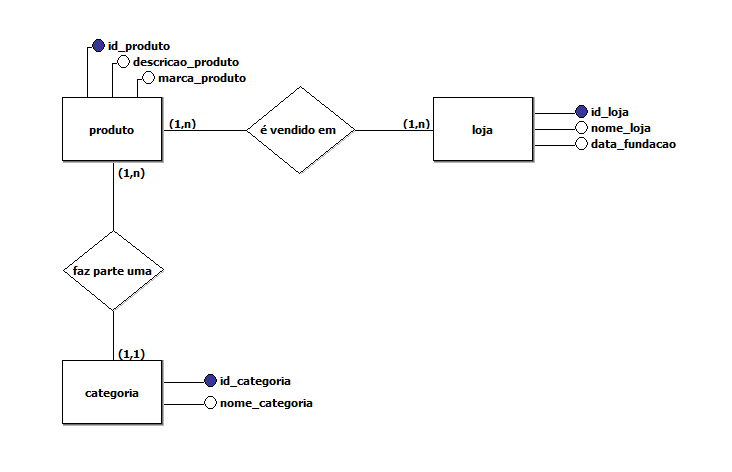 id_produto
descricao_produto
marca_produto
produto
(1,n)
é vendido em
(1,n)
loja
id_loja
nome_loja
data_fundacao
(1,n)
faz parte uma
(1,1)
categoria
id_categoria
nome_categoria